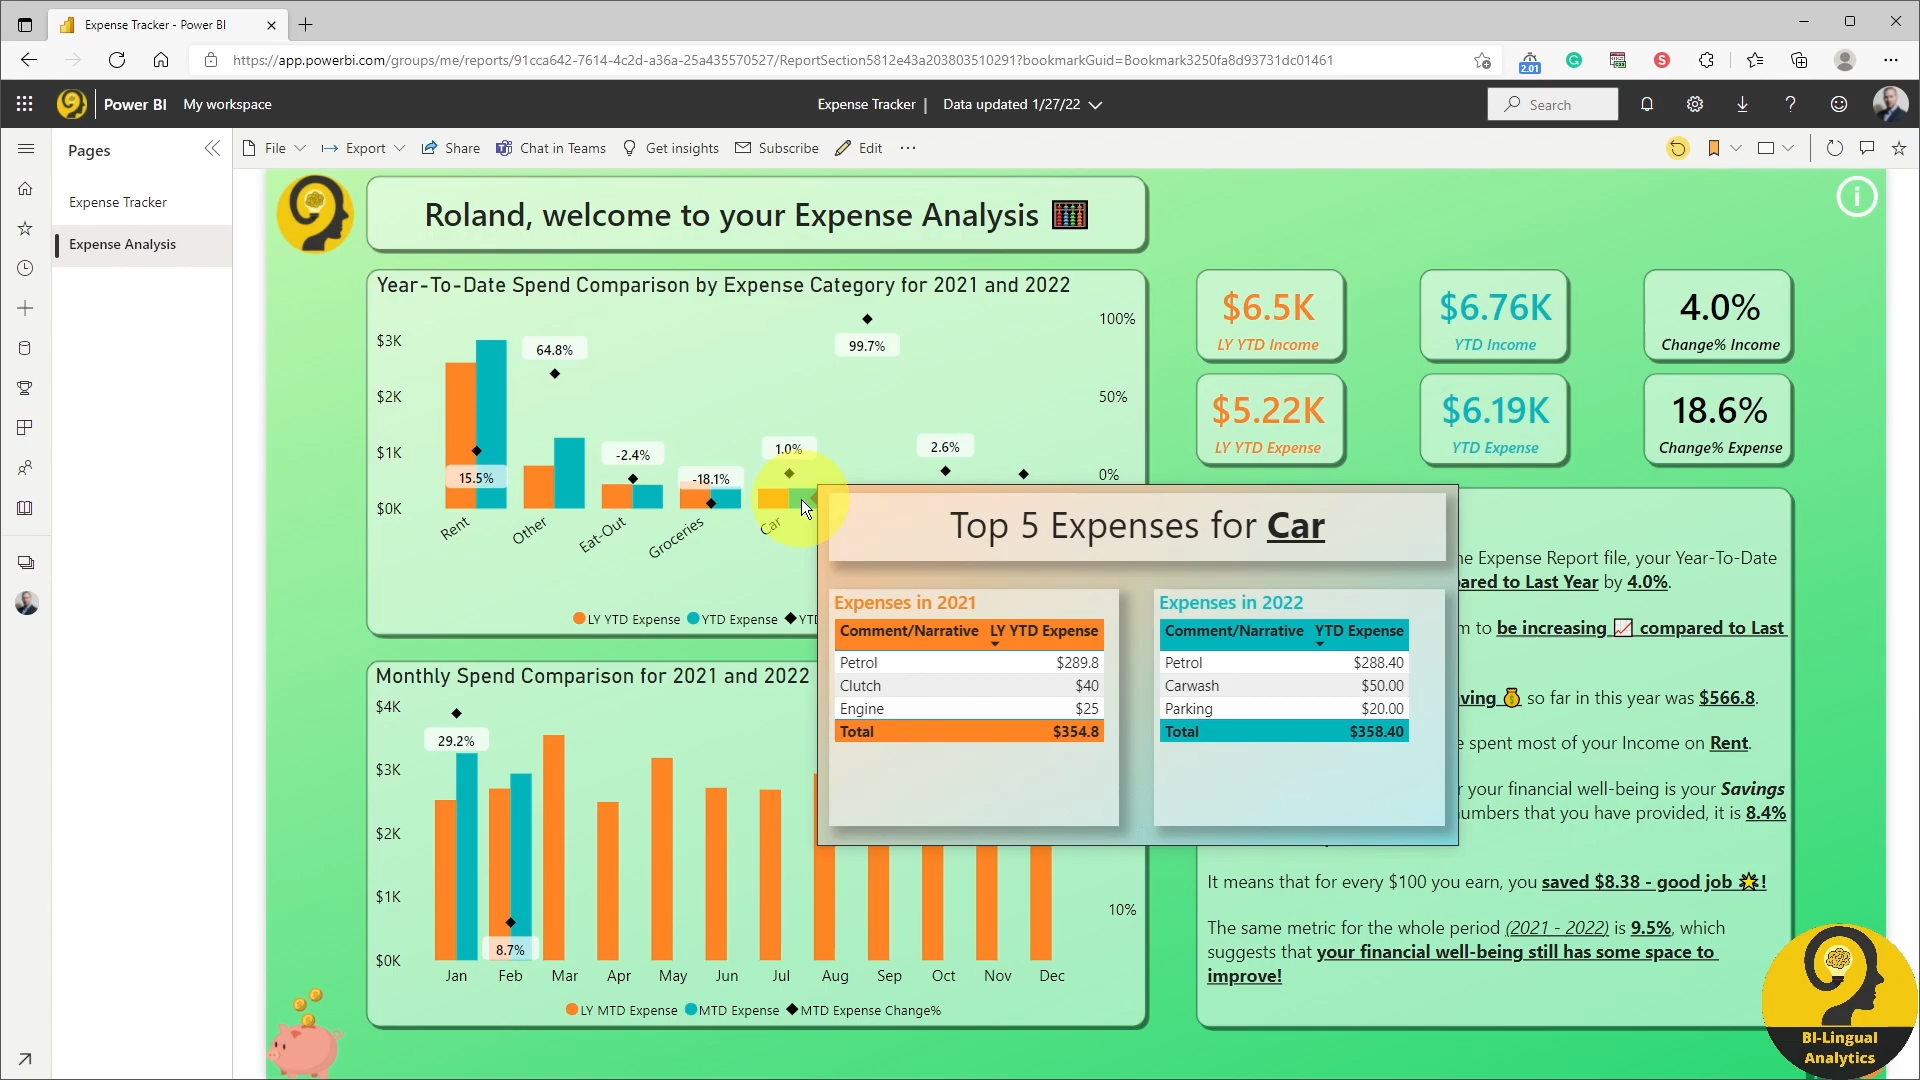 Expense Tracker - Power BI
https://app.powerbi.com/groups/me/reports/91cca642-7614-4c2d-a36a-25a435570527/ReportSection5812e43a203803510291?bookmarkGuid=Bookmark3250fa8d93731dc01461
2.01
Power BI My workspace
Expense Tracker | Data updated 1/27/22
Search
Pages
Expense Tracker
Expense Analysis
File Export Share Chat in Teams Get insights Subscribe Edit
Roland, welcome to your Expense Analysis
Year-To-Date Spend Comparison by Expense Category for 2021 and 2022
$3K
$2K
$1K
$0K
100%
50%
0%
15.5%
64.8%
-2.4%
-18.1%
1.0%
99.7%
2.6%
Rent
Other
Eat-Out
Groceries
Car
LY YTD Expense YTD Expense
$6.5K
LY YTD Income
$6.76K
YTD Income
4.0%
Change% Income
$5.22K
LY YTD Expense
$6.19K
YTD Expense
18.6%
Change% Expense
Top 5 Expenses for Car
Expenses in 2021
Comment/Narrative LY YTD Expense
Petrol $289.8
Clutch $40
Engine $25
Total $354.8
Expenses in 2022
Comment/Narrative YTD Expense
Petrol $288.40
Carwash $50.00
Parking $20.00
Total $358.40
Monthly Spend Comparison for 2021 and 2022
$4K
$3K
$2K
$1K
$0K
29.2%
8.7%
10%
Jan Feb Mar Apr May Jun Jul Aug Sep Oct Nov Dec
LY MTD Expense MTD Expense MTD Expense Change%
Expense Report file, your Year-To-Date
to Last Year by 4.0%.
to be increasing compared to Last
so far in this year was $566.8.
spent most of your Income on Rent.
your financial well-being is your Savings
that you have provided, it is 8.4%
It means that for every $100 you earn, you saved $8.38 - good job !
The same metric for the whole period (2021 - 2022) is 9.5%, which
suggests that your financial well-being still has some space to
improve!
BI-Lingual
Analytics